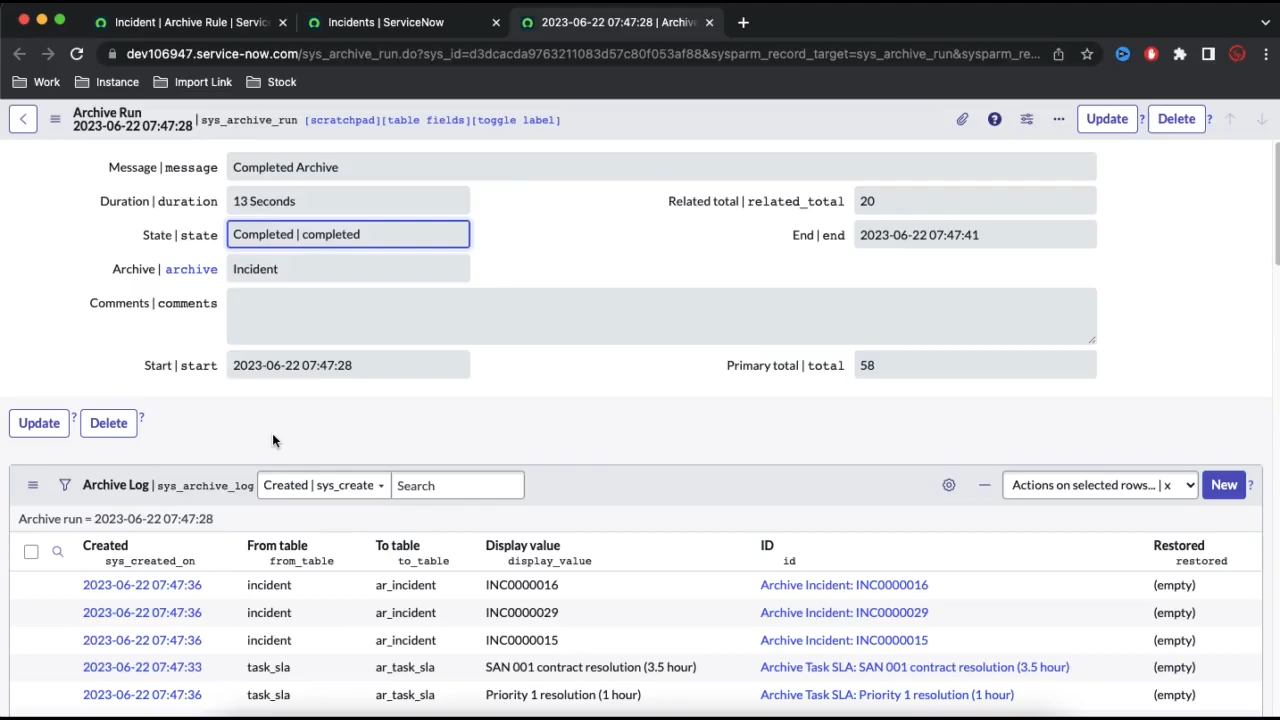 Incident | Archive Rule | Servic
Incidents | ServiceNow
2023-06-22 07:47:28 | Archiv
dev106947.service-now.com/sys_archive_run.do?sys_id=d3dcacda9763211083d57c80f053af88&sysparm_record_target=sys_archive_run&sysparm_re...
Work
Instance
Import Link
Stock
Archive Run
2023-06-22 07:47:28 | sys_archive_run [scratchpad][table fields][toggle label]
Update ? Delete ?
Message | message Completed Archive
Duration | duration 13 Seconds
Related total | related_total 20
State | state Completed | completed
End | end 2023-06-22 07:47:41
Archive | archive Incident
Comments | comments
Start | start 2023-06-22 07:47:28
Primary total | total 58
Update ? Delete ?
Archive Log | sys_archive_log Created | sys_create Search Actions on selected rows... | x New ?
Archive run = 2023-06-22 07:47:28
Created From table To table Display value ID Restored
sys_created_on from_table to_table display_value id restored
2023-06-22 07:47:36 incident ar_incident INC0000016 Archive Incident: INC0000016 (empty)
2023-06-22 07:47:36 incident ar_incident INC0000029 Archive Incident: INC0000029 (empty)
2023-06-22 07:47:36 incident ar_incident INC0000015 Archive Incident: INC0000015 (empty)
2023-06-22 07:47:33 task_sla ar_task_sla SAN 001 contract resolution (3.5 hour) Archive Task SLA: SAN 001 contract resolution (3.5 hour) (empty)
2023-06-22 07:47:36 task_sla ar_task_sla Priority 1 resolution (1 hour) Archive Task SLA: Priority 1 resolution (1 hour) (empty)